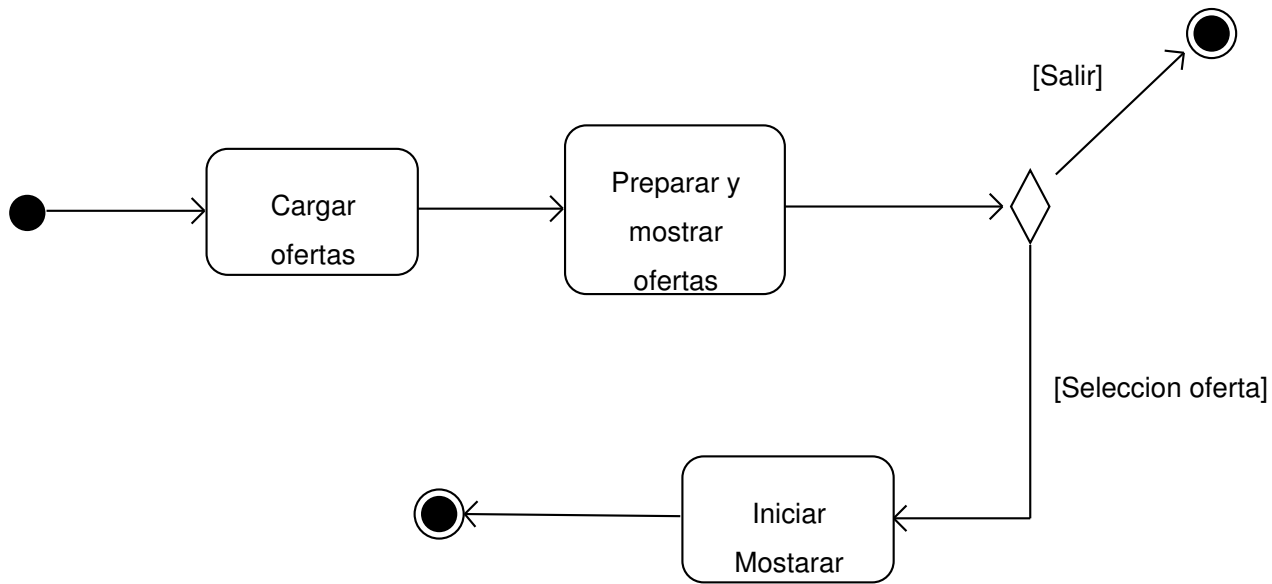 [Salir]
Cargar
ofertas
Preparar y
mostrar
ofertas
[Seleccion oferta]
Iniciar
Mostarar